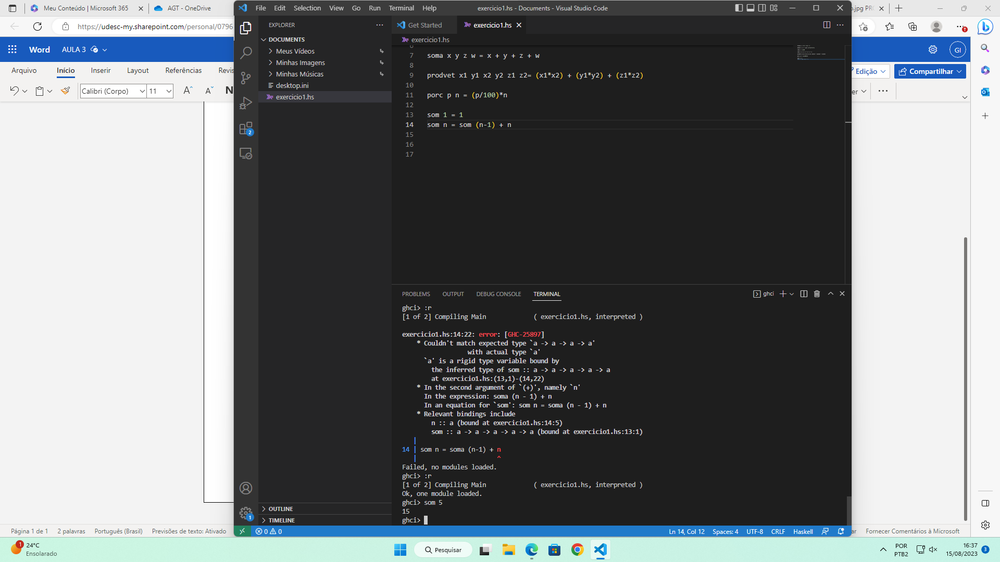 Meu Conteúdo | Microsoft 365
AGT - OneDrive
https://udesc-my.sharepoint.com/personal/0796
Word
AULA 3
Arquivo
Início
Inserir
Layout
Referências
Revis
Calibri (Corpo)
11
N
File
Edit
Selection
View
Go
Run
Terminal
Help
exercicio1.hs - Documents - Visual Studio Code
EXPLORER
DOCUMENTS
Meus Vídeos
Minhas Imagens
Minhas Músicas
desktop.ini
exercicio1.hs
OUTLINE
TIMELINE
2
1
Get Started
exercicio1.hs
exercicio1.hs
6
7 soma x y z w = x + y + z + w
8
9 prodvet x1 y1 x2 y2 z1 z2= (x1*x2) + (y1*y2) + (z1*z2)
10
11 porc p n = (p/100)*n
12
13 som 1 = 1
14 som n = som (n-1) + n
15
16
17
PROBLEMS
OUTPUT
DEBUG CONSOLE
TERMINAL
ghci
ghci> :r
[1 of 2] Compiling Main             ( exercicio1.hs, interpreted )
exercicio1.hs:14:22: error: [GHC-25897]
* Couldn't match expected type `a -> a -> a -> a'
with actual type `a'
`a' is a rigid type variable bound by
the inferred type of som :: a -> a -> a -> a -> a
at exercicio1.hs:(13,1)-(14,22)
* In the second argument of `(+)', namely `n'
In the expression: soma (n - 1) + n
In an equation for `som': som n = soma (n - 1) + n
* Relevant bindings include
n :: a (bound at exercicio1.hs:14:5)
som :: a -> a -> a -> a -> a (bound at exercicio1.hs:13:1)
|
14 | som n = soma (n-1) + n
|                      ^
Failed, no modules loaded.
ghci> :r
[1 of 2] Compiling Main             ( exercicio1.hs, interpreted )
Ok, one module loaded.
ghci> som 5
15
ghci>
0
0
Ln 14, Col 12
Spaces: 4
UTF-8
CRLF
Haskell
.jpg PR
1
GI
Edição
Compartilhar
er
Página 1 de 1
2 palavras
Português (Brasil)
Previsões de texto: Ativado
ar
Fornecer Comentários à Microsoft
1
24°C
Ensolarado
Pesquisar
POR
PTB2
16:37
15/08/2023
3